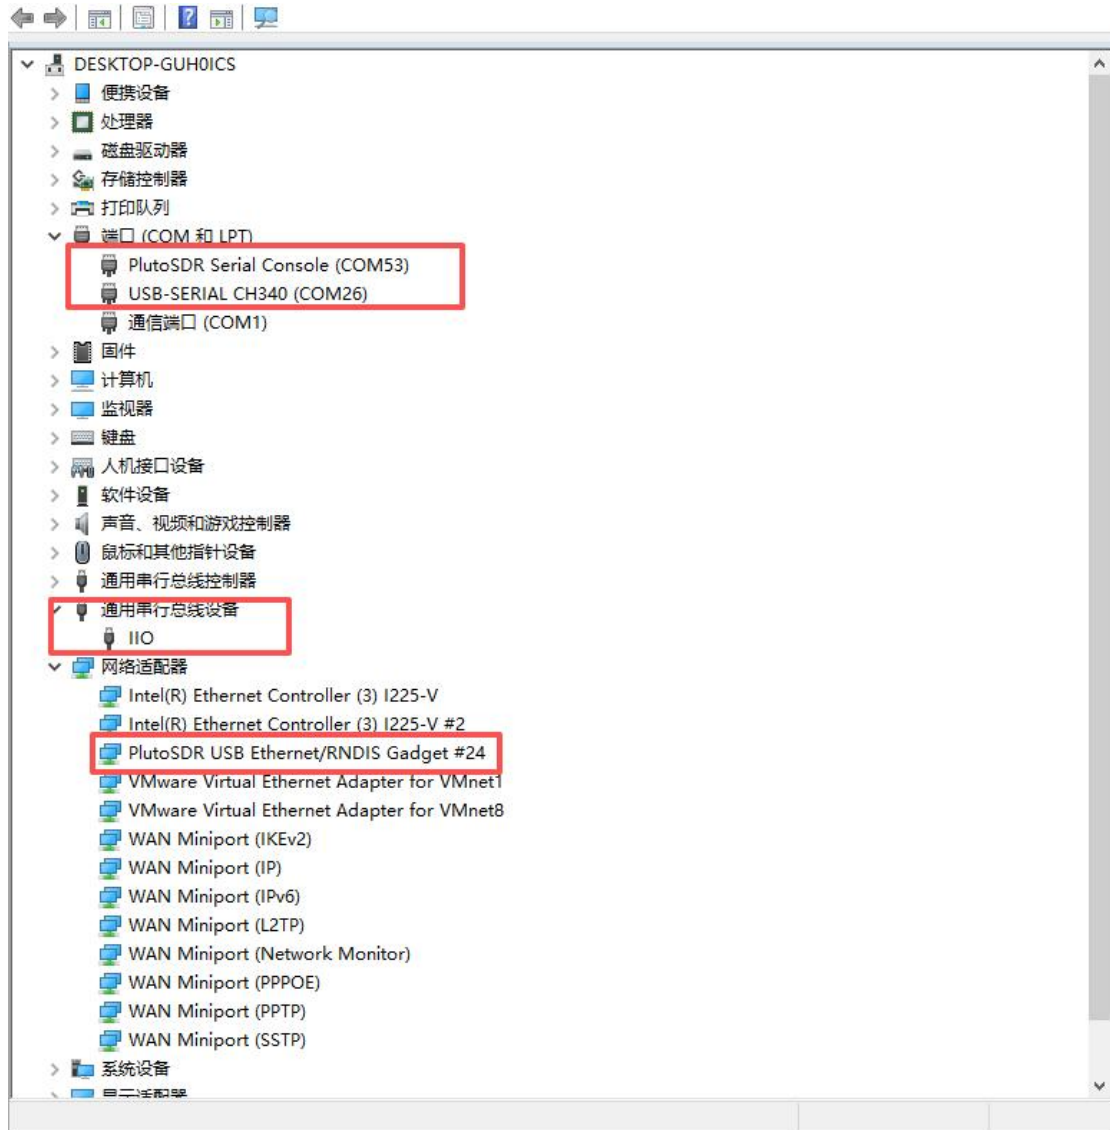 DESKTOP-GUH0ICS
便携设备
处理器
磁盘驱动器
存储控制器
打印队列
端口 (COM 和 LPT)
PlutoSDR Serial Console (COM53)
USB-SERIAL CH340 (COM26)
通信端口 (COM1)
固件
计算机
监视器
键盘
人机接口设备
软件设备
声音、视频和游戏控制器
鼠标和其他指针设备
通用串行总线控制器
通用串行总线设备
IIO
网络适配器
Intel(R) Ethernet Controller (3) I225-V
Intel(R) Ethernet Controller (3) I225-V #2
PlutoSDR USB Ethernet/RNDIS Gadget #24
VMware Virtual Ethernet Adapter for VMnet1
VMware Virtual Ethernet Adapter for VMnet8
WAN Miniport (IKEv2)
WAN Miniport (IP)
WAN Miniport (IPv6)
WAN Miniport (L2TP)
WAN Miniport (Network Monitor)
WAN Miniport (PPPOE)
WAN Miniport (PPTP)
WAN Miniport (SSTP)
系统设备
显示适配器